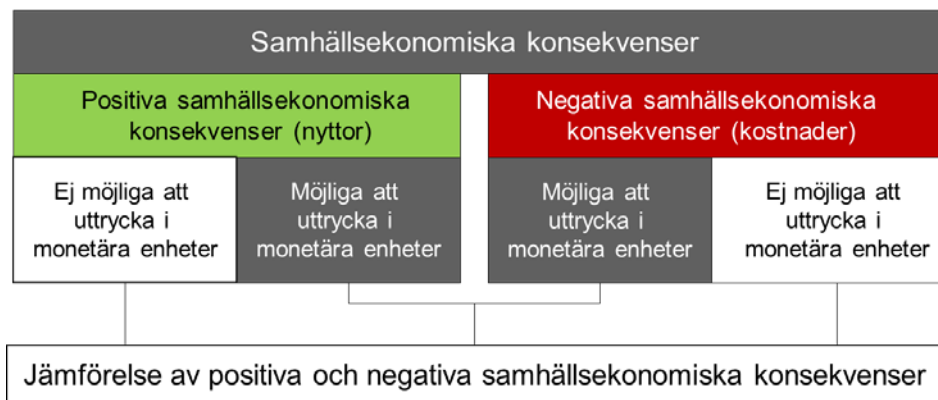 Samhällsekonomiska konsekvenser
Positiva samhällsekonomiska
konsekvenser (nyttor)
Negativa samhällsekonomiska
konsekvenser (kostnader)
Ej möjliga att
uttrycka i
monetära enheter
Möjliga att
uttrycka i
monetära enheter
Möjliga att
uttrycka i
monetära enheter
Ej möjliga att
uttrycka i
monetära enheter
Jämförelse av positiva och negativa samhällsekonomiska konsekvenser